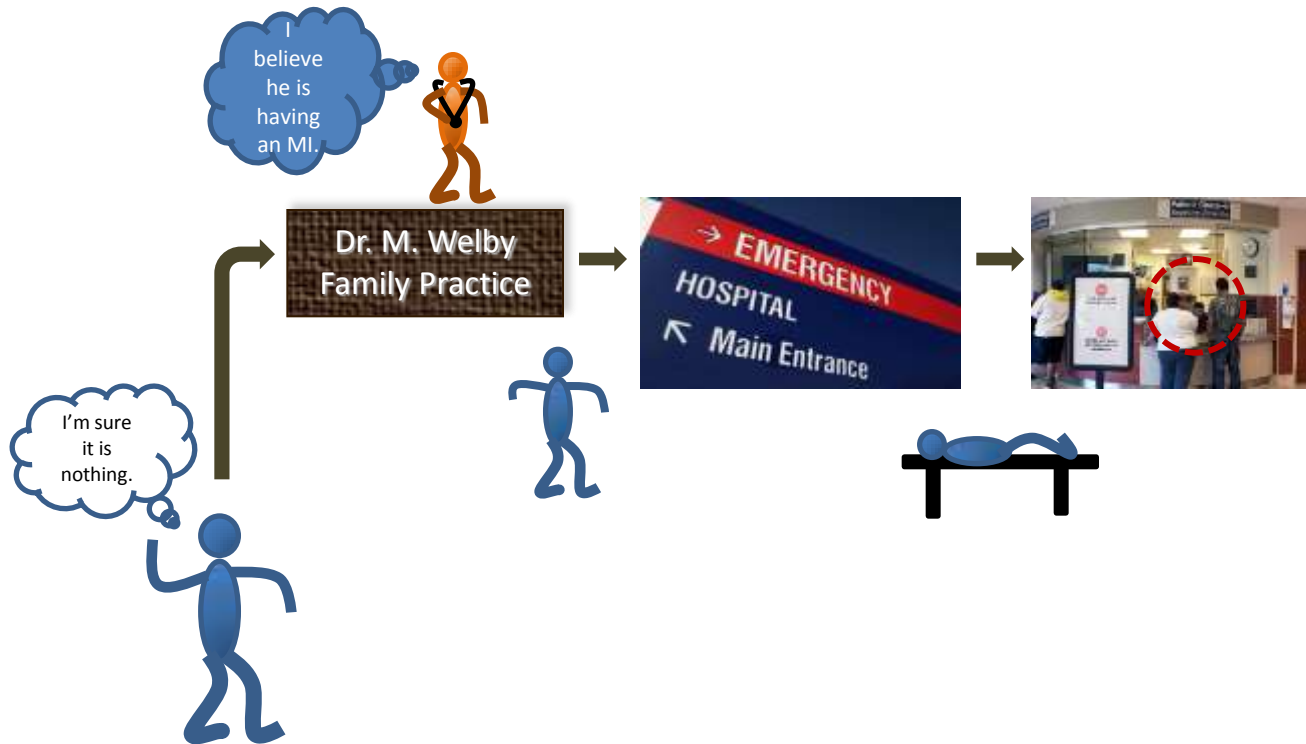 I
believe
he is
having
an MI.
Dr. M. Welby
Family Practice
→ EMERGENCY
HOSPITAL
↖ Main Entrance
I'm sure
it is
nothing.